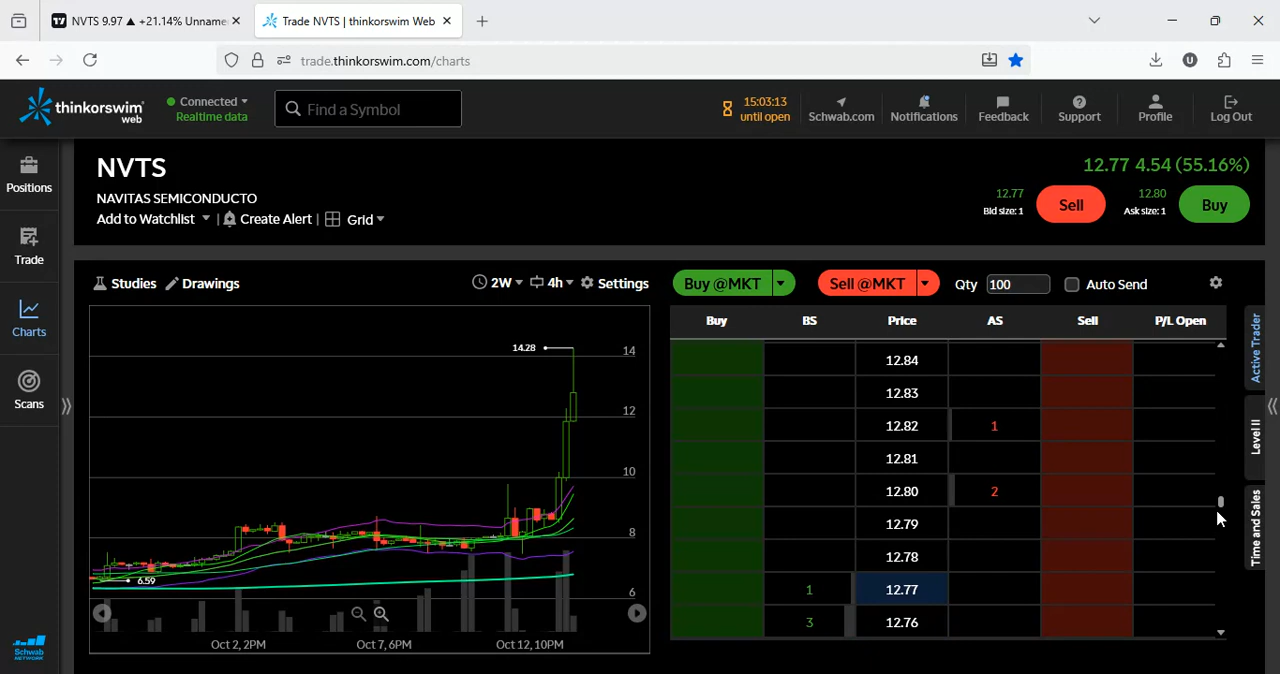 NVTS 9.97 ▲ +21.14% Unname
Trade NVTS | thinkorswim Web
trade.thinkorswim.com/charts
thinkorswim
web
Connected
Realtime data
Find a Symbol
15:03:13
until open
Schwab.com
Notifications
Feedback
Support
Profile
Log Out
Positions
Trade
Charts
Scans
Schwab
NETWORK
NVTS
NAVITAS SEMICONDUCTO
Add to Watchlist | Create Alert | Grid
12.77 4.54 (55.16%)
12.77
Bid size: 1
Sell
12.80
Ask size: 1
Buy
Studies Drawings
2W 4h Settings
14.28
6.59
14
12
10
8
6
Oct 2, 2PM Oct 7, 6PM Oct 12, 10PM
Buy @MKT Sell @MKT Qty 100 Auto Send
Buy BS Price AS Sell P/L Open
12.84
12.83
12.82 1
12.81
12.80 2
12.79
12.78
1 12.77
3 12.76
Active Trader
Level II
Time and Sales